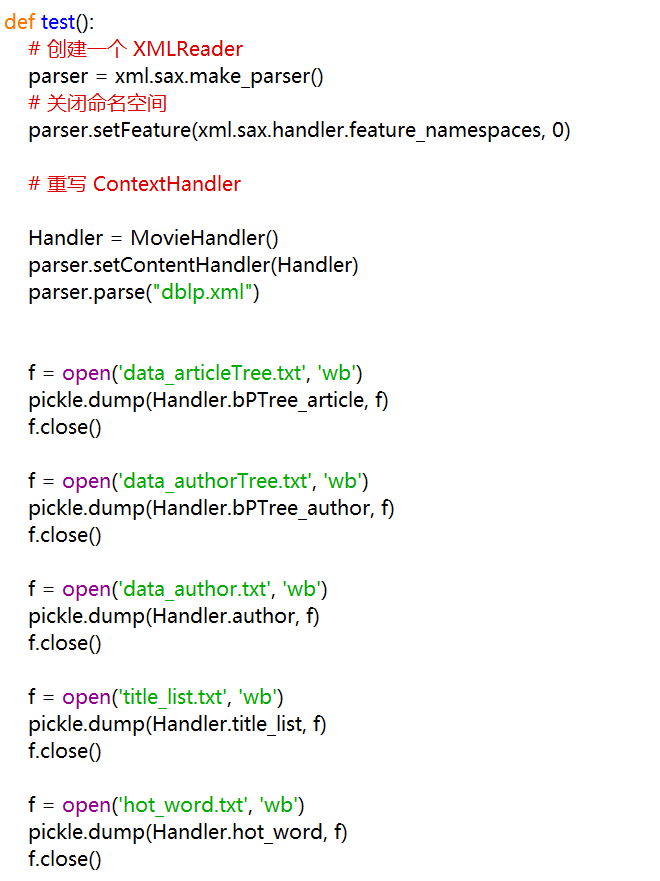 def test():
    # 创建一个 XMLReader
    parser = xml.sax.make_parser()
    # 关闭命名空间
    parser.setFeature(xml.sax.handler.feature_namespaces, 0)
    # 重写 ContextHandler
    Handler = MovieHandler()
    parser.setContentHandler(Handler)
    parser.parse("dblp.xml")
    f = open('data_articleTree.txt', 'wb')
    pickle.dump(Handler.bPTree_article, f)
    f.close()
    f = open('data_authorTree.txt', 'wb')
    pickle.dump(Handler.bPTree_author, f)
    f.close()
    f = open('data_author.txt', 'wb')
    pickle.dump(Handler.author, f)
    f.close()
    f = open('title_list.txt', 'wb')
    pickle.dump(Handler.title_list, f)
    f.close()
    f = open('hot_word.txt', 'wb')
    pickle.dump(Handler.hot_word, f)
    f.close()